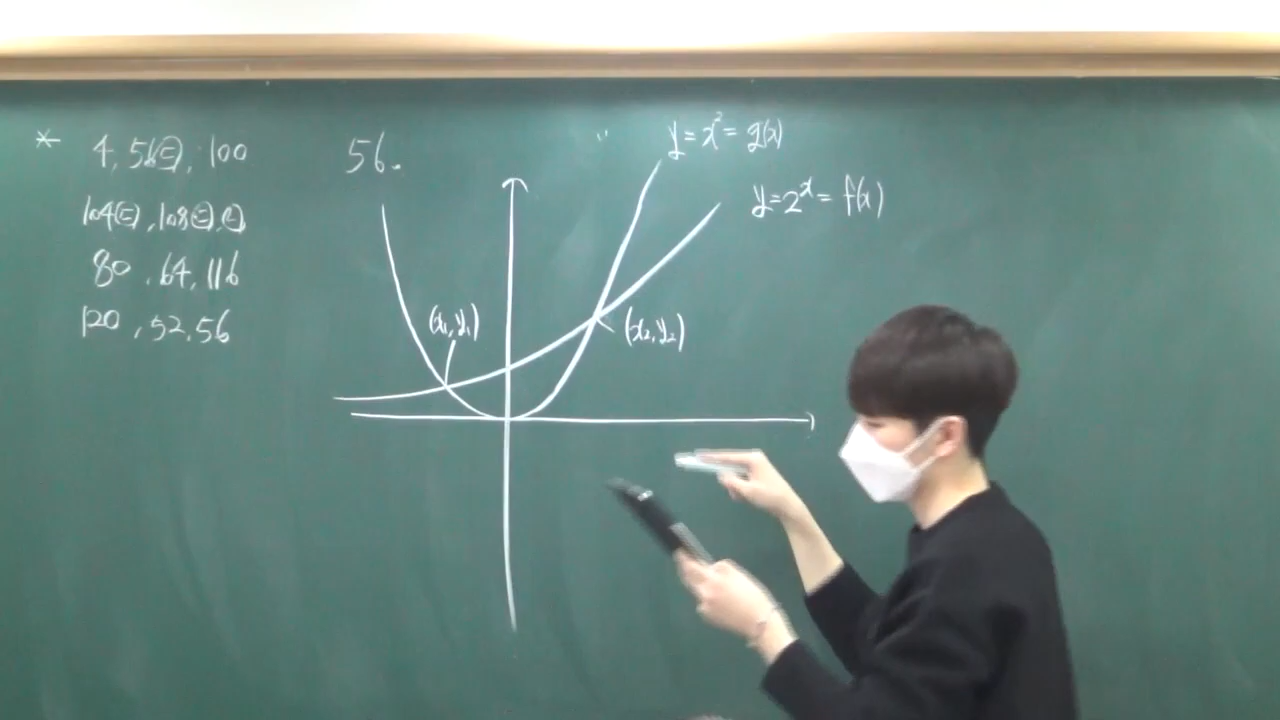 * 4, 56㉢, 100
104㉢, 108㉢,㉡
80, 64, 116
120, 52, 56
56.
y=x²=g(x)
y=2ˣ=f(x)
(x₁,y₁)
(x₂,y₂)